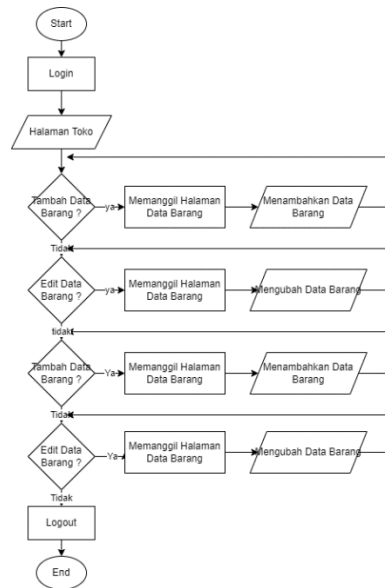 Start
Login
Halaman Toko
Tambah Data
Barang ?
ya
Memanggil Halaman
Data Barang
Menambahkan Data
Barang
Tidak
Edit Data
Barang ?
ya
Memanggil Halaman
Data Barang
Mengubah Data Barang
tidak
Tambah Data
Barang ?
Ya
Memanggil Halaman
Data Barang
Menambahkan Data
Barang
Tidak
Edit Data
Barang ?
Ya
Memanggil Halaman
Data Barang
Mengubah Data Barang
Tidak
Logout
End